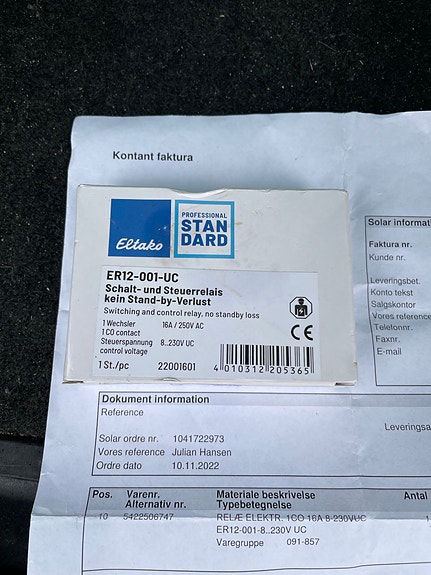 Kontant faktura
Solar informat
Faktura nr.
Kunde nr.
Leveringsbet.
Konto tekst
Salgskontor
Vores reference
Telefonnr.
Faxnr.
E-mail
Eltako
PROFESSIONAL
STAN
DARD
ER12-001-UC
Schalt- und Steuerrelais
kein Stand-by-Verlust
Switching and control relay, no standby loss
1 Wechsler 16A / 250V AC
1 CO contact
Steuerspannung 8..230V UC
control voltage
1 St./pc 22001601
4 010312 205365
CE
Dokument information
Reference
Leverings
Solar ordre nr. 1041722973
Vores reference Julian Hansen
Ordre dato 10.11.2022
Pos. Varenr. Materiale beskrivelse Antal
Alternativ nr. Typebetegnelse
10 5422506747 RELÆ ELEKTR. 1CO 16A 8-230VUC 1
ER12-001-8..230V UC
Varegruppe 091-857